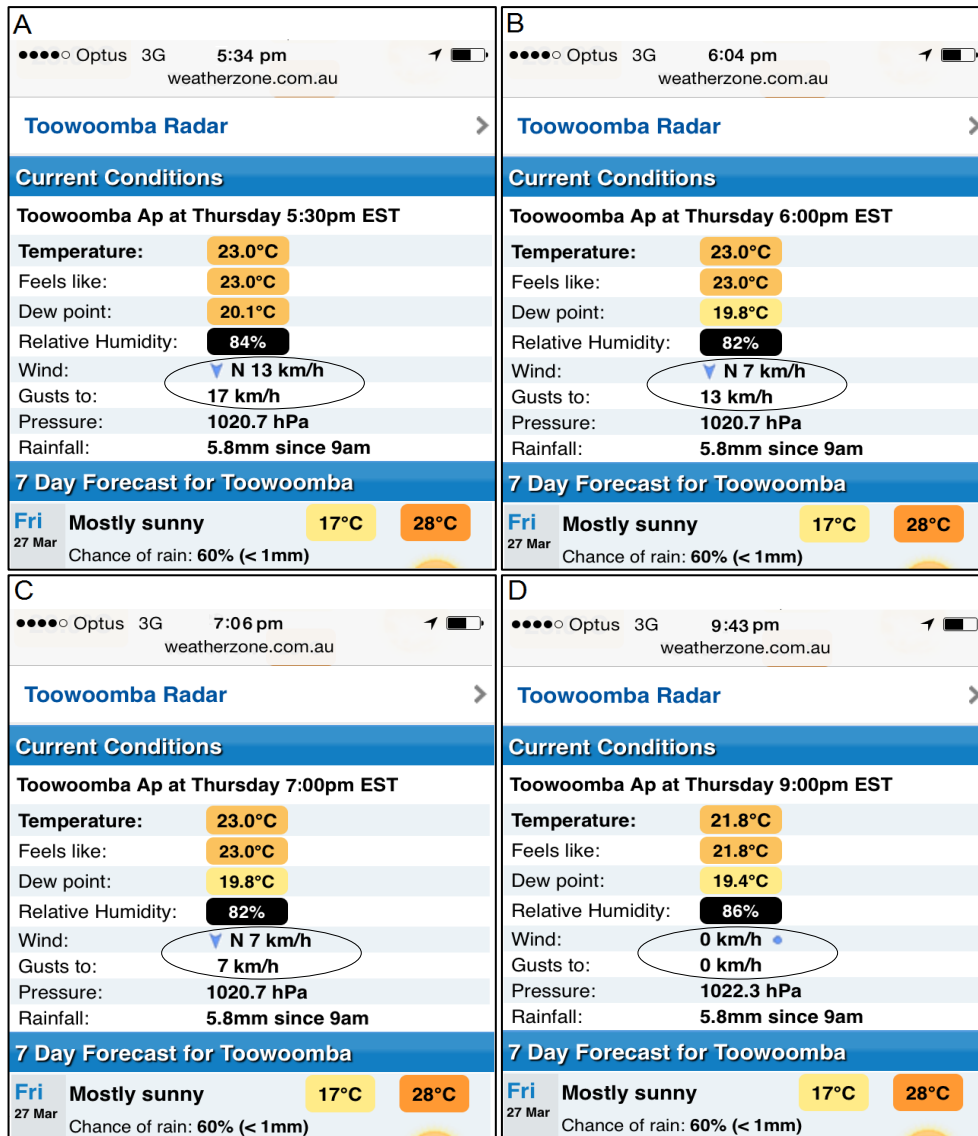 A
Optus 3G 5:34 pm
weatherzone.com.au
Toowoomba Radar
Current Conditions
Toowoomba Ap at Thursday 5:30pm EST
Temperature: 23.0°C
Feels like: 23.0°C
Dew point: 20.1°C
Relative Humidity: 84%
Wind: N 13 km/h
Gusts to: 17 km/h
Pressure: 1020.7 hPa
Rainfall: 5.8mm since 9am
7 Day Forecast for Toowoomba
Fri Mostly sunny 17°C 28°C
27 Mar
Chance of rain: 60% (< 1mm)
B
Optus 3G 6:04 pm
weatherzone.com.au
Toowoomba Radar
Current Conditions
Toowoomba Ap at Thursday 6:00pm EST
Temperature: 23.0°C
Feels like: 23.0°C
Dew point: 19.8°C
Relative Humidity: 82%
Wind: N 7 km/h
Gusts to: 13 km/h
Pressure: 1020.7 hPa
Rainfall: 5.8mm since 9am
7 Day Forecast for Toowoomba
Fri Mostly sunny 17°C 28°C
27 Mar
Chance of rain: 60% (< 1mm)
C
Optus 3G 7:06 pm
weatherzone.com.au
Toowoomba Radar
Current Conditions
Toowoomba Ap at Thursday 7:00pm EST
Temperature: 23.0°C
Feels like: 23.0°C
Dew point: 19.8°C
Relative Humidity: 82%
Wind: N 7 km/h
Gusts to: 7 km/h
Pressure: 1020.7 hPa
Rainfall: 5.8mm since 9am
7 Day Forecast for Toowoomba
Fri Mostly sunny 17°C 28°C
27 Mar
Chance of rain: 60% (< 1mm)
D
Optus 3G 9:43 pm
weatherzone.com.au
Toowoomba Radar
Current Conditions
Toowoomba Ap at Thursday 9:00pm EST
Temperature: 21.8°C
Feels like: 21.8°C
Dew point: 19.4°C
Relative Humidity: 86%
Wind: 0 km/h
Gusts to: 0 km/h
Pressure: 1022.3 hPa
Rainfall: 5.8mm since 9am
7 Day Forecast for Toowoomba
Fri Mostly sunny 17°C 28°C
27 Mar
Chance of rain: 60% (< 1mm)